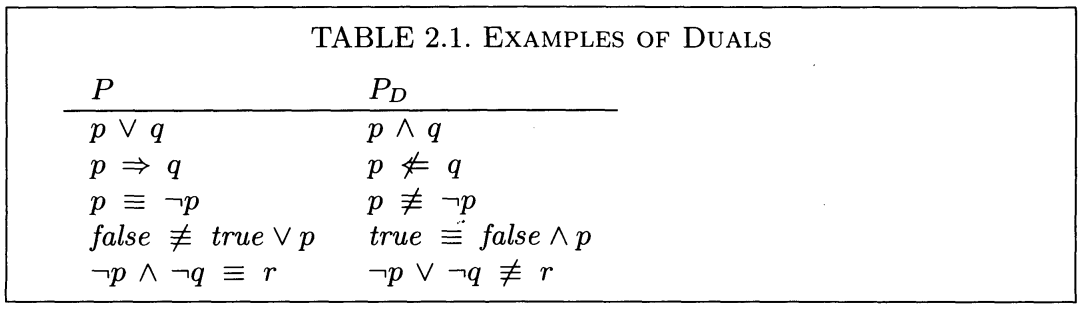 TABLE 2.1. EXAMPLES OF DUALS
P P_D
p ∨ q p ∧ q
p ⇒ q p ⇍ q
p ≡ ¬p p ≢ ¬p
false ≢ true ∨ p true ≡ false ∧ p
¬p ∧ ¬q ≡ r ¬p ∨ ¬q ≢ r